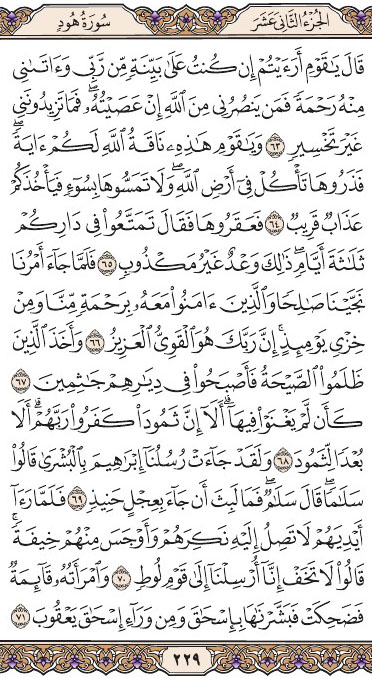 الجزء الثاني عشر
سورة هود
قَالَ يَٰقَوْمِ أَرَءَيْتُمْ إِن كُنتُ عَلَىٰ بَيِّنَةٍ مِّن رَّبِّي وَءَاتَىٰنِي
مِنْهُ رَحْمَةً فَمَن يَنصُرُنِي مِنَ ٱللَّهِ إِنْ عَصَيْتُهُۥۖ فَمَا تَزِيدُونَنِي
غَيْرَ تَخْسِيرٍ ٦٣ وَيَٰقَوْمِ هَٰذِهِۦ نَاقَةُ ٱللَّهِ لَكُمْ ءَايَةًۖ
فَذَرُوهَا تَأْكُلْ فِيٓ أَرْضِ ٱللَّهِۖ وَلَا تَمَسُّوهَا بِسُوٓءٍ فَيَأْخُذَكُمْ
عَذَابٌ قَرِيبٌ ٦٤ فَعَقَرُوهَا فَقَالَ تَمَتَّعُوا۟ فِي دَارِكُمْ
ثَلَٰثَةَ أَيَّامٍۖ ذَٰلِكَ وَعْدٌ غَيْرُ مَكْذُوبٍ ٦٥ فَلَمَّا جَآءَ أَمْرُنَا
نَجَّيْنَا صَٰلِحًا وَٱلَّذِينَ ءَامَنُوا۟ مَعَهُۥ بِرَحْمَةٍ مِّنَّا وَمِنْ
خِزْيِ يَوْمِئِذٍۚ إِنَّ رَبَّكَ هُوَ ٱلْقَوِيُّ ٱلْعَزِيزُ ٦٦ وَأَخَذَ ٱلَّذِينَ
ظَلَمُوا۟ ٱلصَّيْحَةُ فَأَصْبَحُوا۟ فِي دِيَٰرِهِمْ جَٰثِمِينَ ٦٧
كَأَن لَّمْ يَغْنَوْا۟ فِيهَآۗ أَلَآ إِنَّ ثَمُودَا۟ كَفَرُوا۟ رَبَّهُمْۗ أَلَا
بُعْدًا لِّثَمُودَ ٦٨ وَلَقَدْ جَآءَتْ رُسُلُنَآ إِبْرَٰهِيمَ بِٱلْبُشْرَىٰ قَالُوا۟
سَلَٰمًاۖ قَالَ سَلَٰمٌۖ فَمَا لَبِثَ أَن جَآءَ بِعِجْلٍ حَنِيذٍ ٦٩ فَلَمَّا رَءَآ
أَيْدِيَهُمْ لَا تَصِلُ إِلَيْهِ نَكِرَهُمْ وَأَوْجَسَ مِنْهُمْ خِيفَةًۚ
قَالُوا۟ لَا تَخَفْ إِنَّآ أُرْسِلْنَآ إِلَىٰ قَوْمِ لُوطٍ ٧٠ وَٱمْرَأَتُهُۥ قَآئِمَةٌ
فَضَحِكَتْ فَبَشَّرْنَٰهَا بِإِسْحَٰقَ وَمِن وَرَآءِ إِسْحَٰقَ يَعْقُوبَ ٧١
٢٢٩